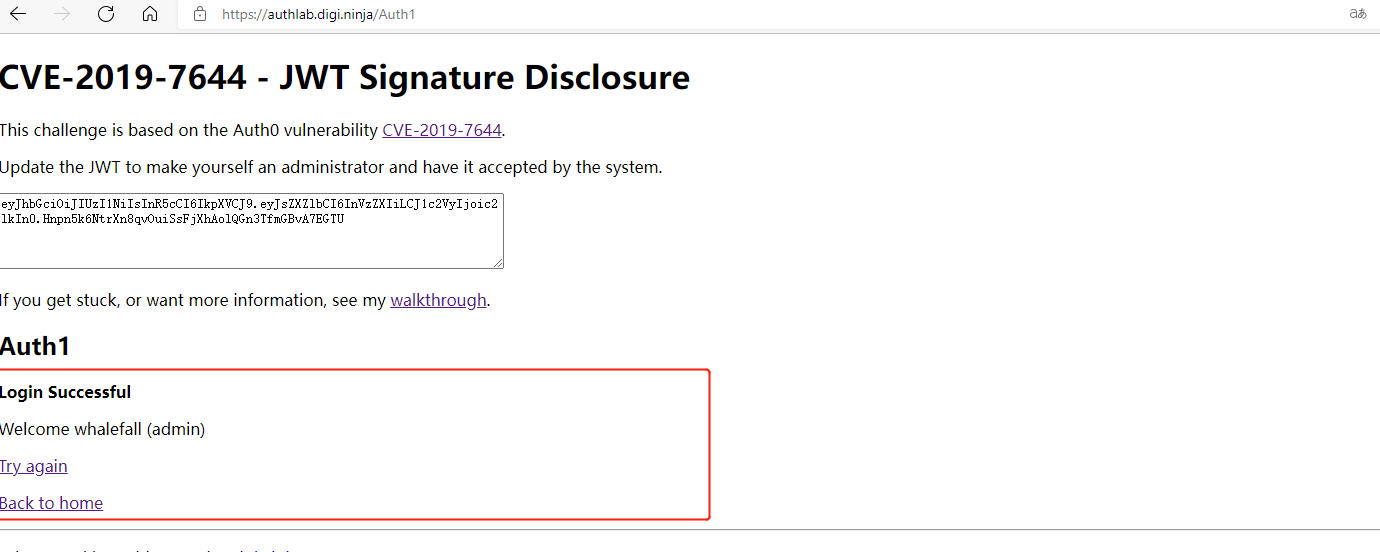 https://authlab.digi.ninja/Auth1
CVE-2019-7644 - JWT Signature Disclosure
This challenge is based on the Auth0 vulnerability CVE-2019-7644.
Update the JWT to make yourself an administrator and have it accepted by the system.
eyJhbGciOiJIUzI1NiIsInR5cCI6IkpXVCJ9.eyJsZXZlbCI6InVzZXIiLCJ1c2VyIjoic2
lkIn0.Hnpn5k6NtrXn8qvOuiSsFjXhAolQGn3TfmGBvA7EGTU
If you get stuck, or want more information, see my walkthrough.
Auth1
Login Successful
Welcome whalefall (admin)
Try again
Back to home